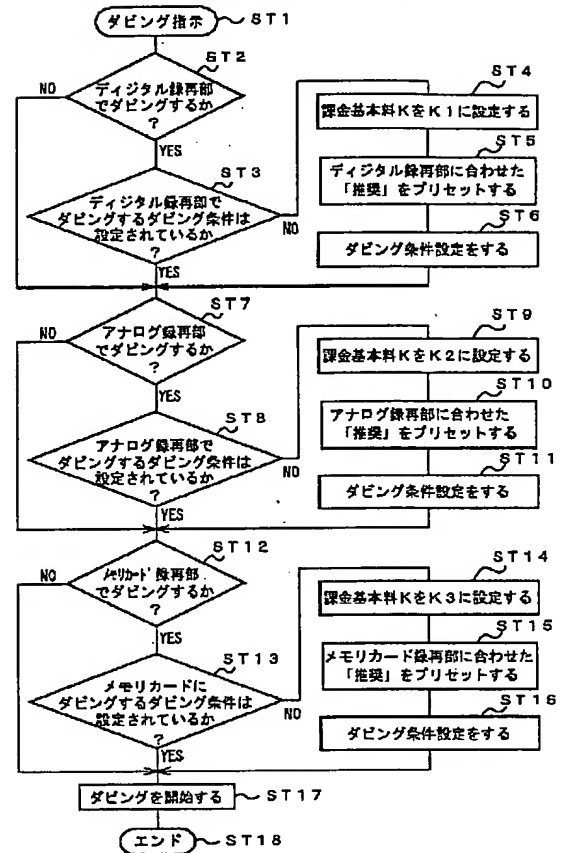 ダビング指示
ST1
ST2
ディジタル録再部
でダビングするか
?
NO
YES
ST3
ディジタル録再部で
ダビングするダビング条件は
設定されているか
?
NO
YES
ST4
課金基本料KをK1に設定する
ST5
ディジタル録再部に合わせた
「推奨」をプリセットする
ST6
ダビング条件設定をする
ST7
アナログ録再部
でダビングするか
?
NO
YES
ST8
アナログ録再部で
ダビングするダビング条件は
設定されているか
?
NO
YES
ST9
課金基本料KをK2に設定する
ST10
アナログ録再部に合わせた
「推奨」をプリセットする
ST11
ダビング条件設定をする
ST12
メモリカード録再部
でダビングするか
?
NO
YES
ST13
メモリカードに
ダビングするダビング条件は
設定されているか
?
NO
YES
ST14
課金基本料KをK3に設定する
ST15
メモリカード録再部に合わせた
「推奨」をプリセットする
ST16
ダビング条件設定をする
ダビングを開始する
ST17
エンド
ST18